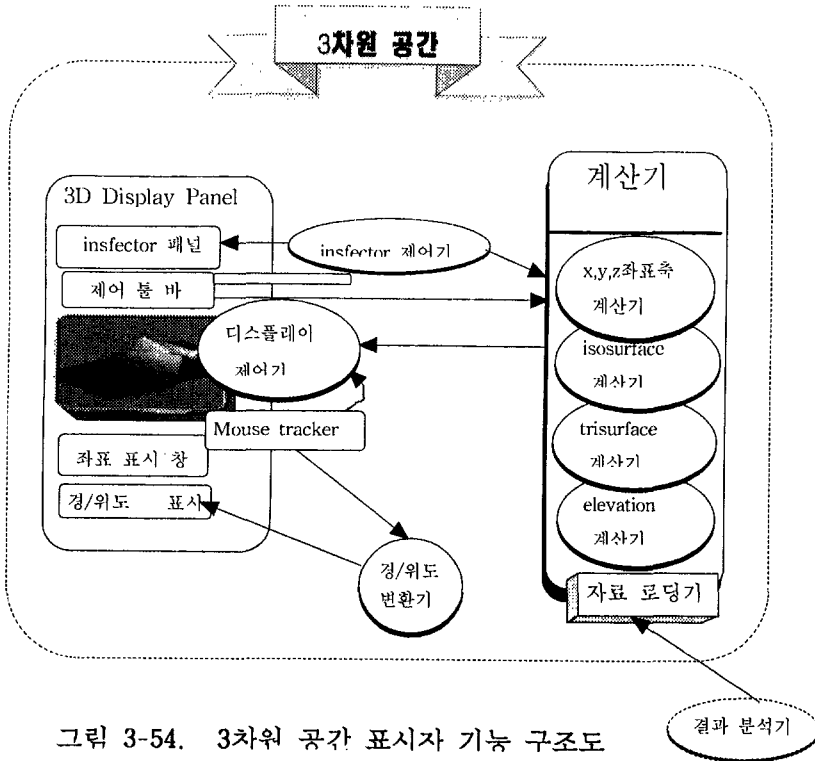 3차원 공간
계산기
3D Display Panel
insfector 패널
insfector 제어기
제어 툴 바
x,y,z좌표축
계산기
디스플레이
제어기
isosurface
계산기
Mouse tracker
trisurface
계산기
좌표 표시 창
경/위도 표시
elevation
계산기
경/위도
변환기
자료 로딩기
결과 분석기
그림 3-54. 3차원 공간 표시자 기능 구조도